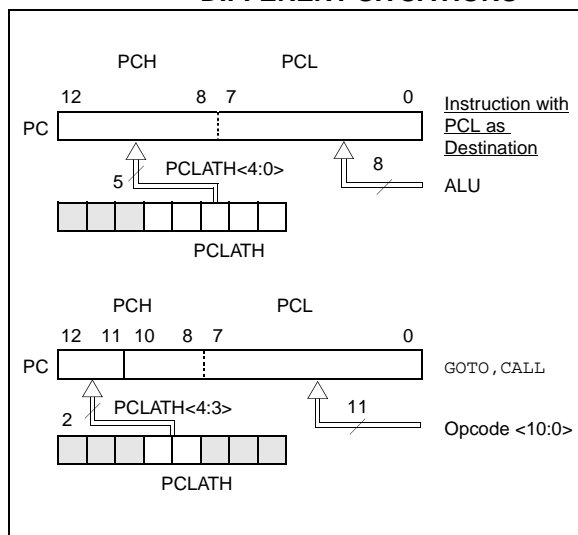 DIFFERENT SITUATIONS
PCH PCL
12 8 7 0
PC
Instruction with
PCL as
Destination
5 PCLATH<4:0> 8
ALU
PCLATH
PCH PCL
12 11 10 8 7 0
PC GOTO,CALL
2 PCLATH<4:3> 11
Opcode <10:0>
PCLATH